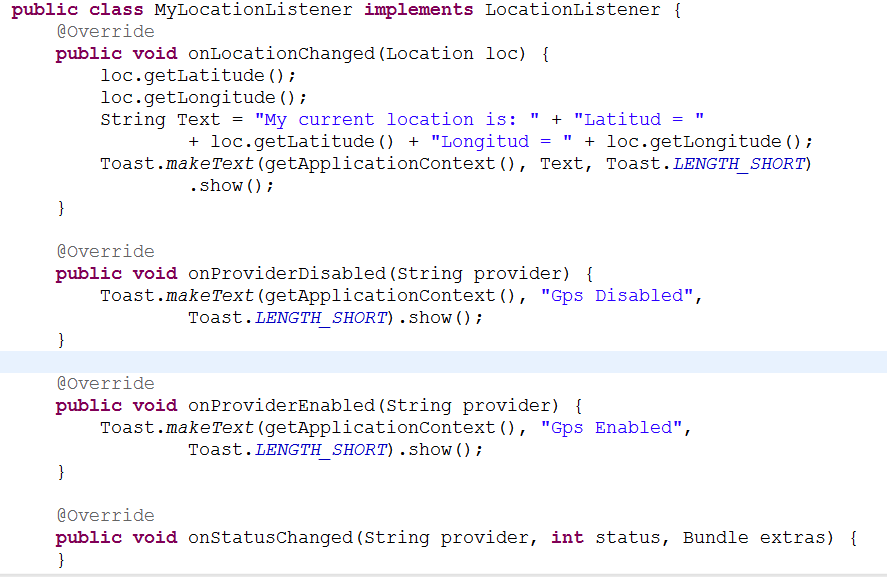 public class MyLocationListener implements LocationListener {
@Override
public void onLocationChanged(Location loc) {
loc.getLatitude();
loc.getLongitude();
String Text = "My current location is: " + "Latitud = "
+ loc.getLatitude() + "Longitud = " + loc.getLongitude();
Toast.makeText(getApplicationContext(), Text, Toast.LENGTH_SHORT)
.show();
}
@Override
public void onProviderDisabled(String provider) {
Toast.makeText(getApplicationContext(), "Gps Disabled",
Toast.LENGTH_SHORT).show();
}
@Override
public void onProviderEnabled(String provider) {
Toast.makeText(getApplicationContext(), "Gps Enabled",
Toast.LENGTH_SHORT).show();
}
@Override
public void onStatusChanged(String provider, int status, Bundle extras) {
}